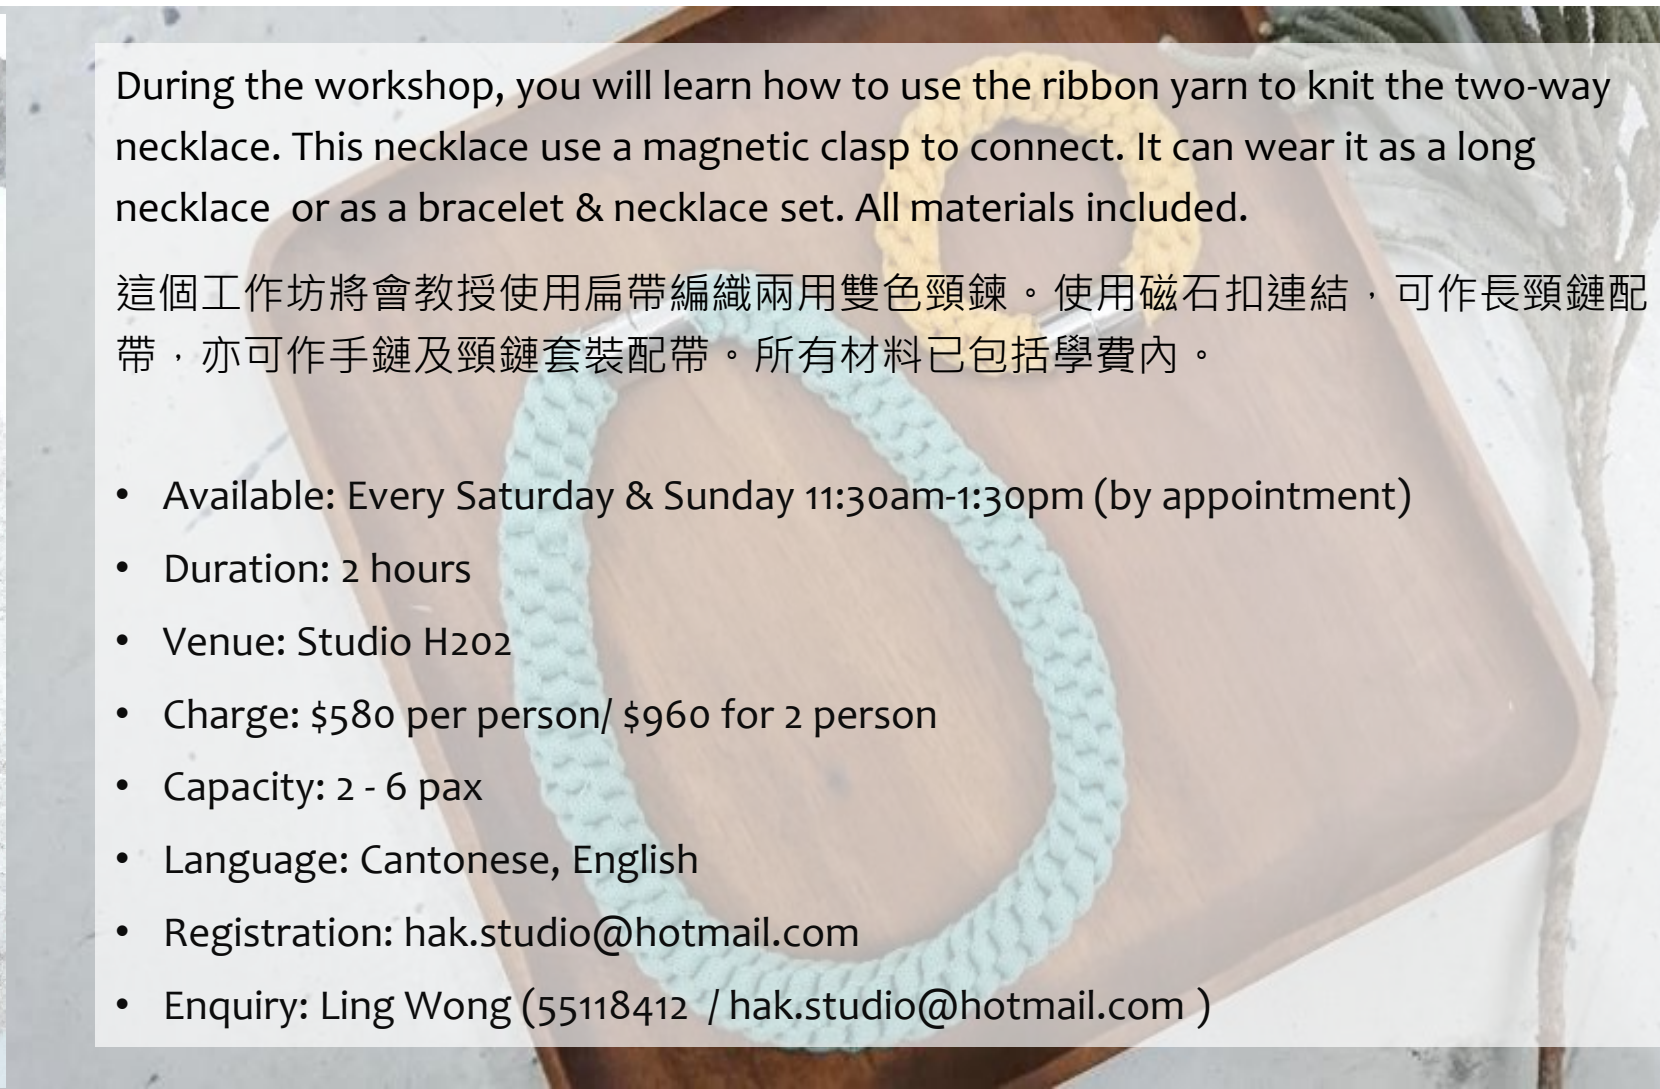 During the workshop, you will learn how to use the ribbon yarn to knit the two-way
necklace. This necklace use a magnetic clasp to connect. It can wear it as a long
necklace  or as a bracelet & necklace set. All materials included.
這個工作坊將會教授使用扁帶編織兩用雙色頸鍊。使用磁石扣連結，可作長頸鏈配
帶，亦可作手鏈及頸鏈套裝配帶。所有材料已包括學費內。
• Available: Every Saturday & Sunday 11:30am-1:30pm (by appointment)
• Duration: 2 hours
• Venue: Studio H202
• Charge: $580 per person/ $960 for 2 person
• Capacity: 2 - 6 pax
• Language: Cantonese, English
• Registration: hak.studio@hotmail.com
• Enquiry: Ling Wong (55118412  / hak.studio@hotmail.com )